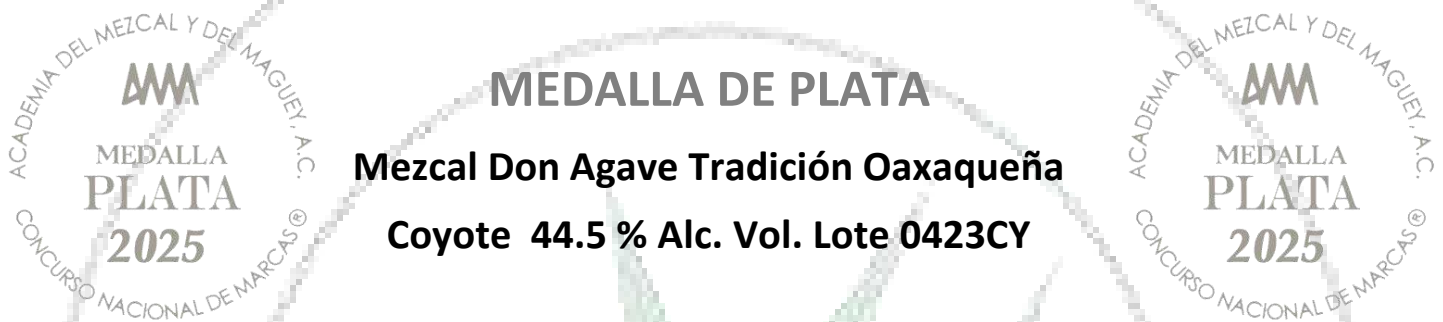 ACADEMIA DEL MEZCAL Y DEL MAGUEY, A.C.
AMM
MEDALLA
PLATA
2025
CONCURSO NACIONAL DE MARCAS ®
MEDALLA DE PLATA
Mezcal Don Agave Tradición Oaxaqueña
Coyote 44.5 % Alc. Vol. Lote 0423CY
ACADEMIA DEL MEZCAL Y DEL MAGUEY, A.C.
AMM
MEDALLA
PLATA
2025
CONCURSO NACIONAL DE MARCAS ®